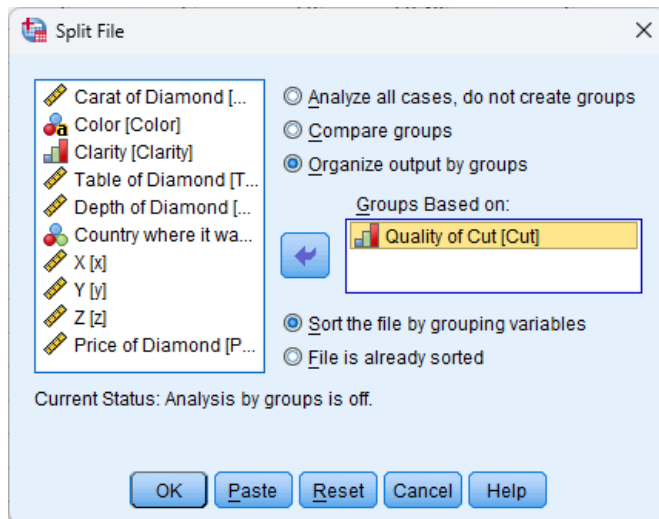 Split File
Carat of Diamond [...
Color [Color]
Clarity [Clarity]
Table of Diamond [T...
Depth of Diamond [...
Country where it wa...
X [x]
Y [y]
Z [z]
Price of Diamond [P...
Analyze all cases, do not create groups
Compare groups
Organize output by groups
Groups Based on:
Quality of Cut [Cut]
Sort the file by grouping variables
File is already sorted
Current Status: Analysis by groups is off.
OK Paste Reset Cancel Help